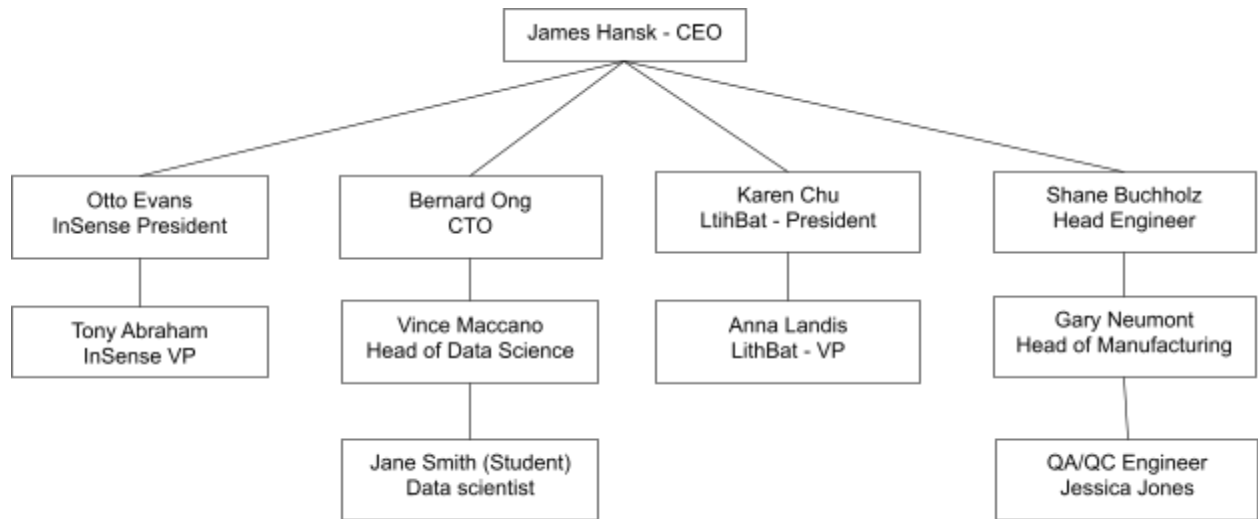 James Hansk - CEO
Otto Evans
InSense President
Bernard Ong
CTO
Karen Chu
LtihBat - President
Shane Buchholz
Head Engineer
Tony Abraham
InSense VP
Vince Maccano
Head of Data Science
Anna Landis
LithBat - VP
Gary Neumont
Head of Manufacturing
Jane Smith (Student)
Data scientist
QA/QC Engineer
Jessica Jones